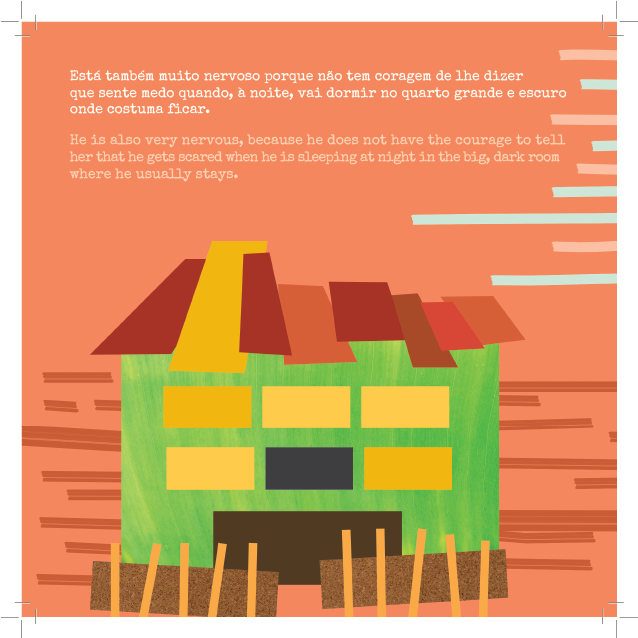 Está também muito nervoso porque não tem coragem de lhe dizer
que sente medo quando, à noite, vai dormir no quarto grande e escuro
onde costuma ficar.
He is also very nervous, because he does not have the courage to tell
her that he gets scared when he is sleeping at night in the big, dark room
where he usually stays.